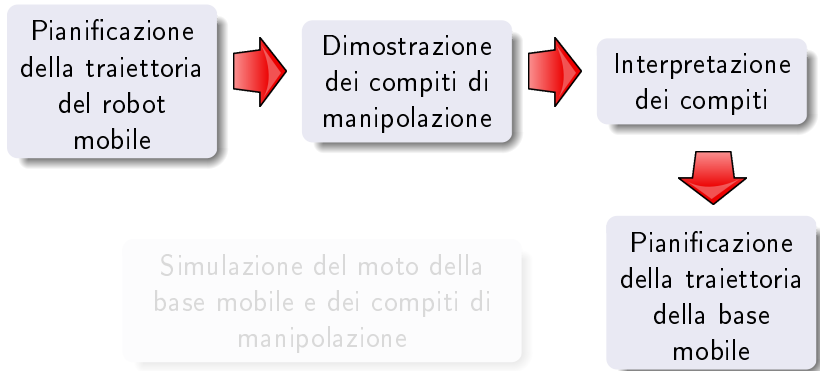 Pianificazione
della traiettoria
del robot
mobile
Dimostrazione
dei compiti di
manipolazione
Interpretazione
dei compiti
Pianificazione
della traiettoria
della base
mobile
Simulazione del moto della
base mobile e dei compiti di
manipolazione